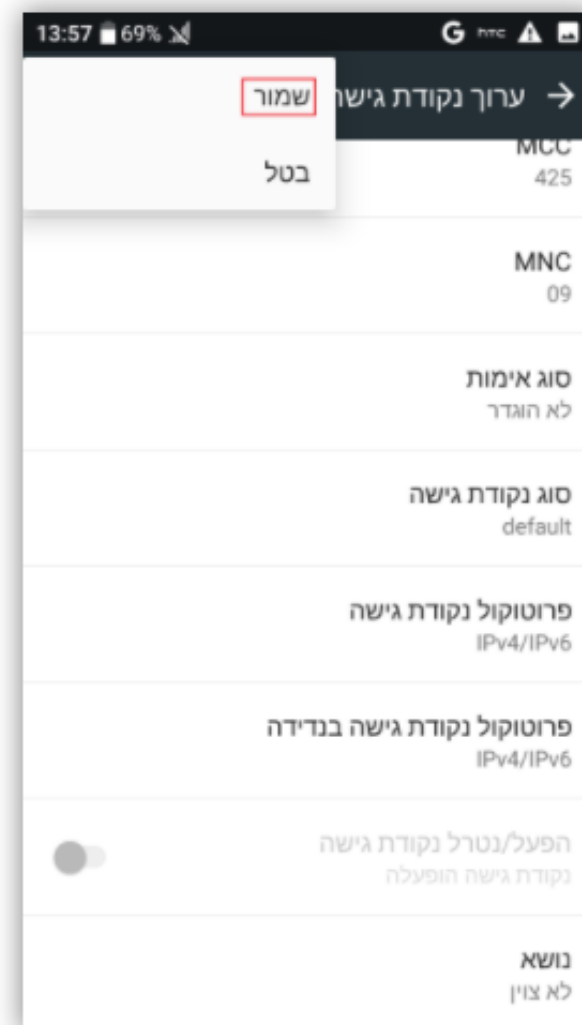 13:57 69% G htc
ערוך נקודת גישה
שמור
בטל
MCC
425
MNC
09
סוג אימות
לא הוגדר
סוג נקודת גישה
default
פרוטוקול נקודת גישה
IPv4/IPv6
פרוטוקול נקודת גישה בנדידה
IPv4/IPv6
הפעל/נטרל נקודת גישה
נקודת גישה הופעלה
נושא
לא צוין